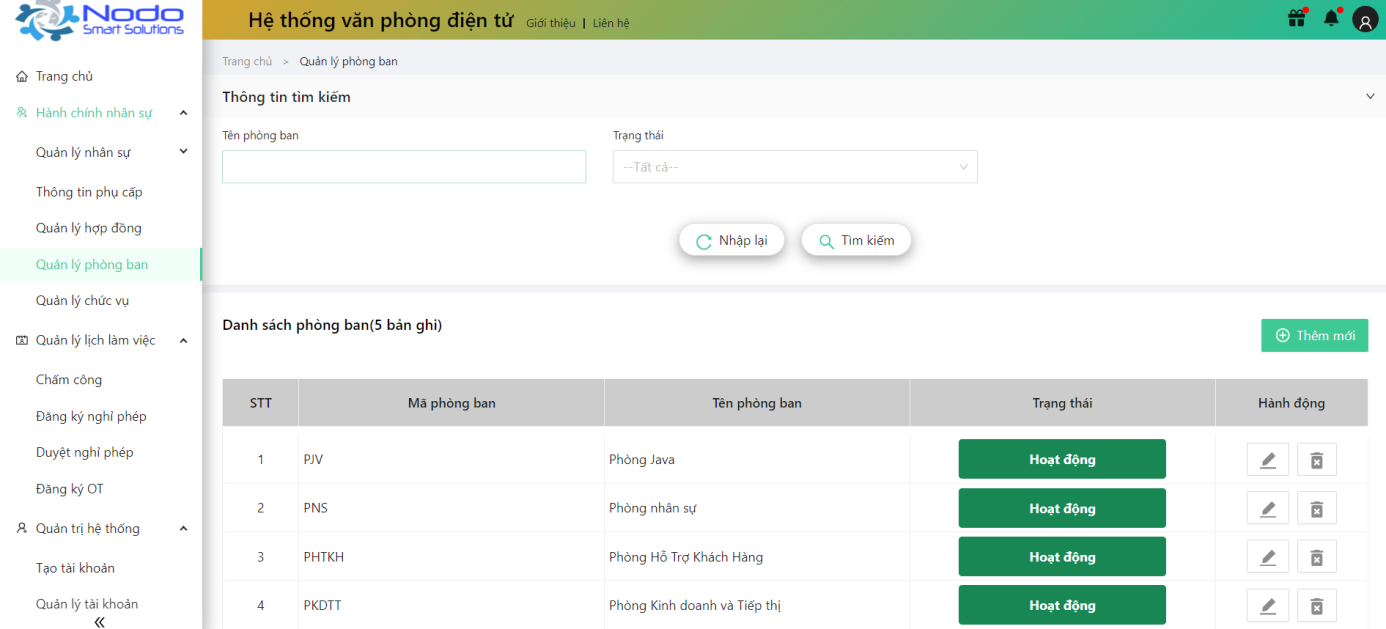 Nodo
Smart Solutions
Hệ thống văn phòng điện tử Giới thiệu | Liên hệ
Trang chủ
Hành chính nhân sự
Quản lý nhân sự
Thông tin phụ cấp
Quản lý hợp đồng
Quản lý phòng ban
Quản lý chức vụ
Quản lý lịch làm việc
Chấm công
Đăng ký nghỉ phép
Duyệt nghỉ phép
Đăng ký OT
Quản trị hệ thống
Tạo tài khoản
Quản lý tài khoản
Trang chủ > Quản lý phòng ban
Thông tin tìm kiếm
Tên phòng ban
Trạng thái
--Tất cả--
Nhập lại
Tìm kiếm
Danh sách phòng ban(5 bản ghi)
Thêm mới
STT Mã phòng ban Tên phòng ban Trạng thái Hành động
1 PJV Phòng Java Hoạt động
2 PNS Phòng nhân sự Hoạt động
3 PHTKH Phòng Hỗ Trợ Khách Hàng Hoạt động
4 PKDTT Phòng Kinh doanh và Tiếp thị Hoạt động